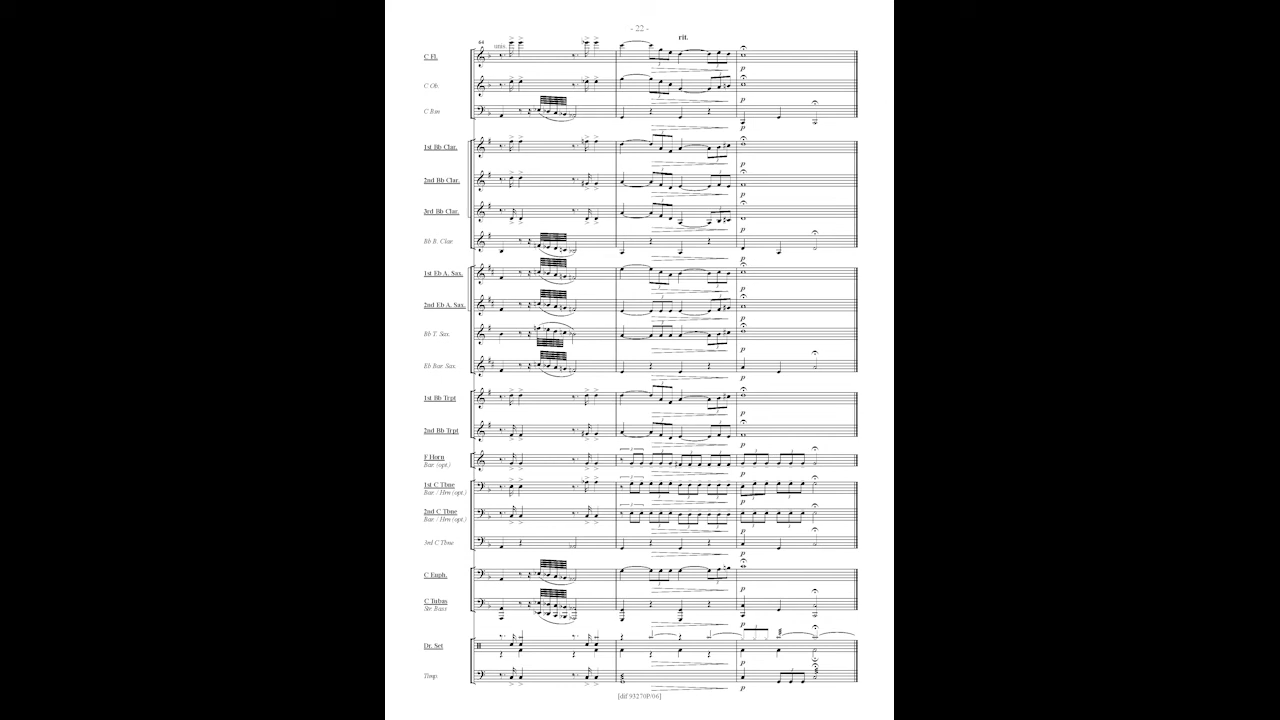 - 22 -
rit.
64
unis.
C Fl.
C Ob.
C Bsn
1st Bb Clar.
2nd Bb Clar.
3rd Bb Clar.
Bb B. Clar
1st Eb A. Sax.
2nd Eb A. Sax.
Bb T. Sax.
Eb Bar. Sax.
1st Bb Trpt
2nd Bb Trpt
F Horn
Bar. (opt.)
1st C Tbne
Bar. / Hrn (opt.)
2nd C Tbne
Bar. / Hrn (opt.)
3rd C Tbne
C Euph.
C Tubas
Str. Bass
Dr. Set
Timp.
[dif 93270P/06]